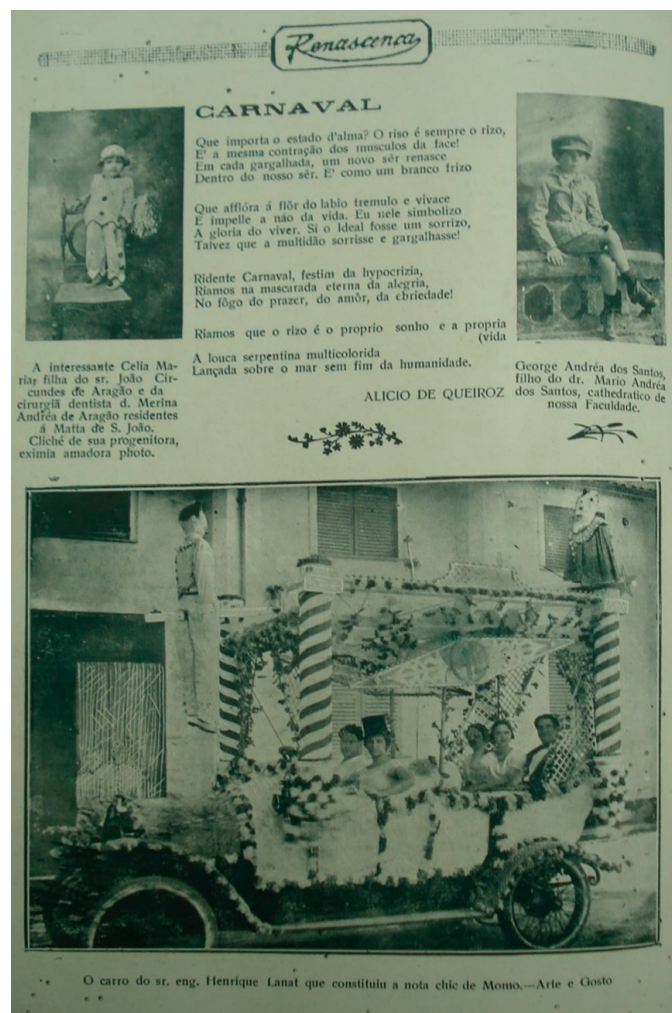 Renascença
CARNAVAL
Que importa o estado d'alma? O riso é sempre o rizo,
E' a mesma contração dos musculos da face!
Em cada gargalhada, um novo sêr renasce
Dentro do nosso sêr. E' como um branco frizo
Que afflóra á flôr do labio tremulo e vivace
E impelle a náo da vida. Eu nele simbolizo
A gloria do viver. Si o Ideal fosse um sorrizo,
Talvez que a multidão sorrisse e gargalhasse!
Ridente Carnaval, festim da hypocrizia,
Riamos na mascarada eterna da alegria,
No fôgo do prazer, do amôr, da ebriedade!
Riamos que o rizo é o proprio sonho e a propria
(vida
A louca serpentina multicolorida
Lançada sobre o mar sem fim da humanidade.
ALICIO DE QUEIROZ
A interessante Celia Ma-
ria, filha do sr. João Cir-
cundes de Aragão e da
cirurgiã dentista d. Merina
Andréa de Aragão residentes
á Matta de S. João.
Cliché de sua progenitora,
eximia amadora photo.
George Andréa dos Santos,
filho do dr. Mario Andréa
dos Santos, cathedratico de
nossa Faculdade.
O carro do sr. eng. Henrique Lanat que constituiu a nota chic de Momo.—Arte e Gosto